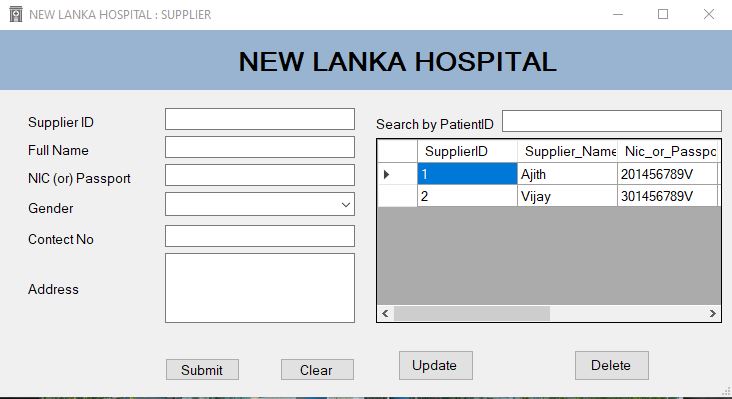 NEW LANKA HOSPITAL : SUPPLIER
NEW LANKA HOSPITAL
Supplier ID
Full Name
NIC (or) Passport
Gender
Contect No
Address
Submit
Clear
Search by PatientID
SupplierID Supplier_Name Nic_or_Passpo
1 Ajith 201456789V
2 Vijay 301456789V
Update
Delete